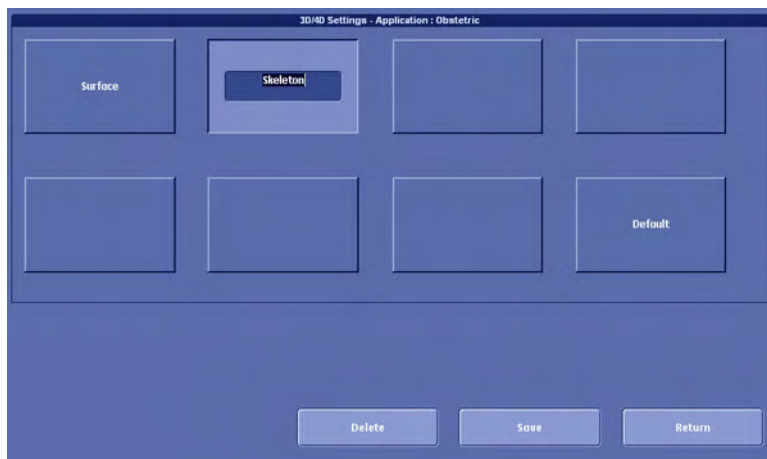 3D/4D Settings - Application : Obstetric
Surface
Skeleton
Default
Delete
Save
Return